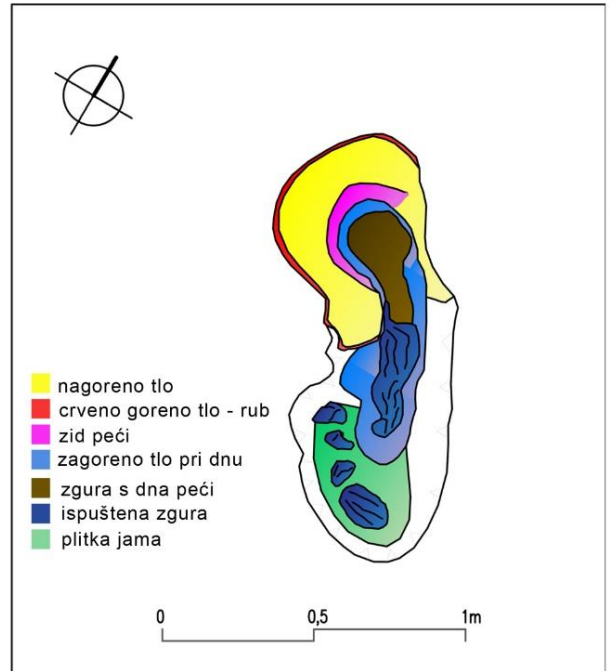 nagoreno tlo
crveno goreno tlo - rub
zid peći
zagoreno tlo pri dnu
zgura s dna peći
ispuštena zgura
plitka jama
0 0,5 1m